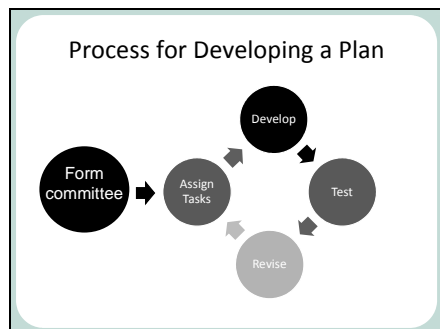 Process for Developing a Plan
Develop
Form
committee
Assign
Tasks
Test
Revise